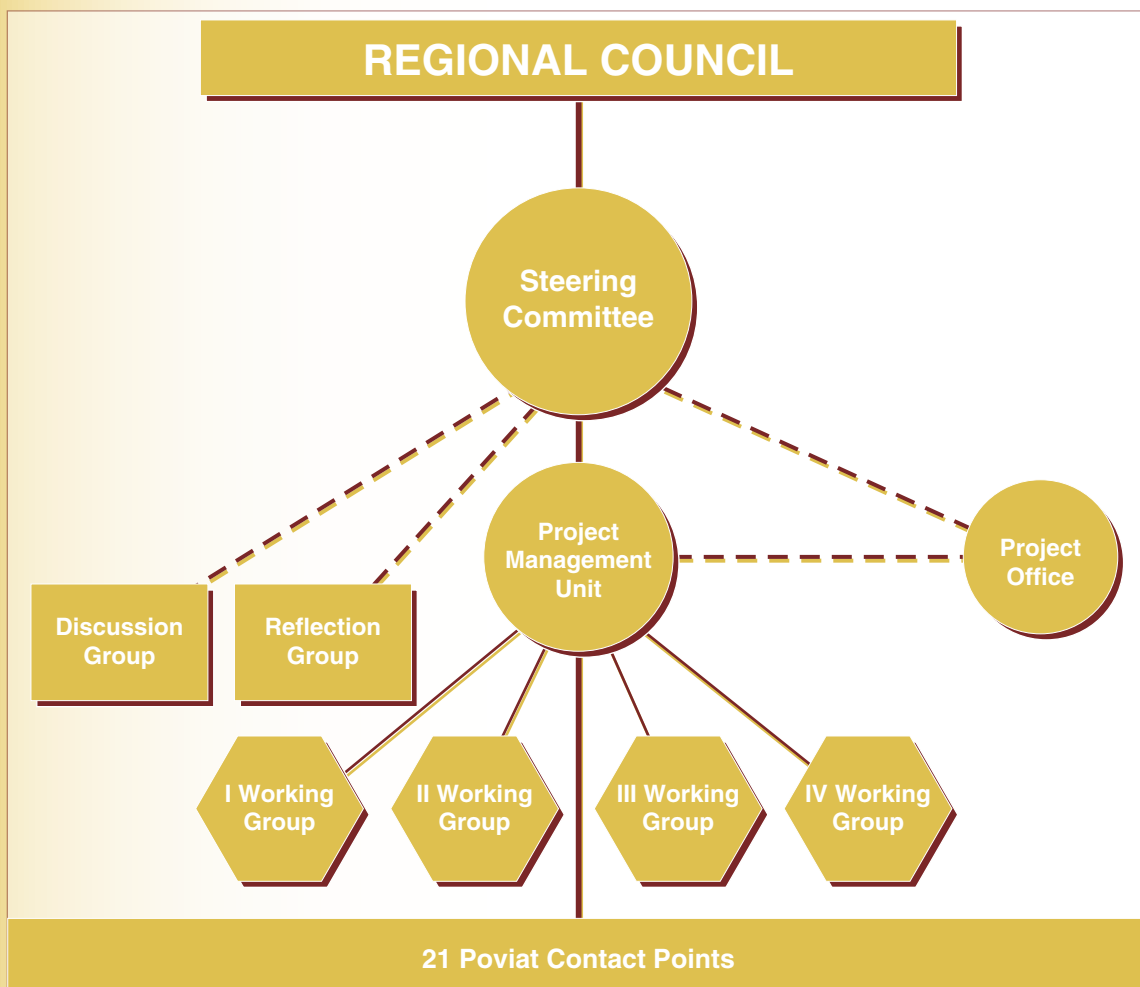 REGIONAL COUNCIL
Steering
Committee
Project
Management
Unit
Project
Office
Discussion
Group
Reflection
Group
I Working
Group
II Working
Group
III Working
Group
IV Working
Group
21 Poviat Contact Points